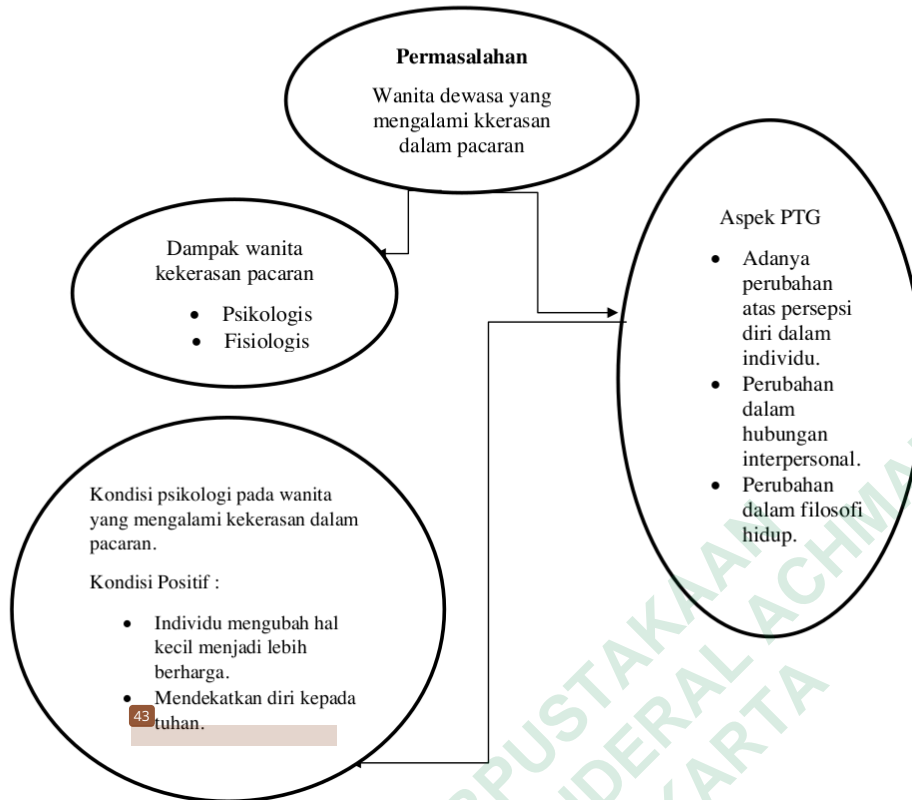 Permasalahan
Wanita dewasa yang
mengalami kkerasan
dalam pacaran
Dampak wanita
kekerasan pacaran
• Psikologis
• Fisiologis
Aspek PTG
• Adanya
perubahan
atas persepsi
diri dalam
individu.
• Perubahan
dalam
hubungan
interpersonal.
• Perubahan
dalam filosofi
hidup.
Kondisi psikologi pada wanita
yang mengalami kekerasan dalam
pacaran.
Kondisi Positif :
• Individu mengubah hal
kecil menjadi lebih
berharga.
• Mendekatkan diri kepada
tuhan.
43